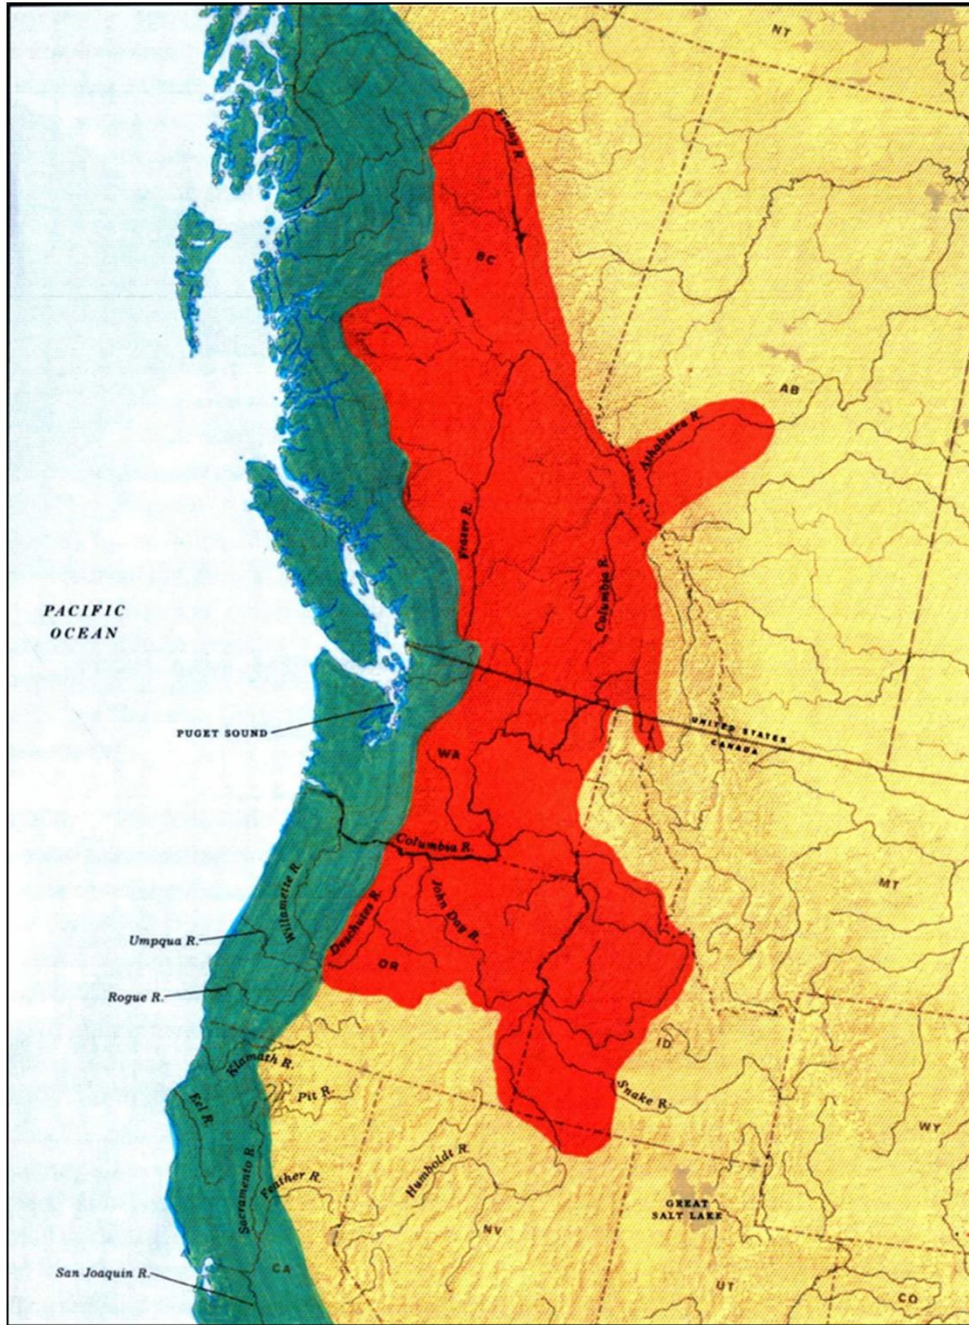 NT
Finlay R.
BC
AB
Athabasca R.
Fraser R.
Columbia R.
PACIFIC
OCEAN
PUGET SOUND
UNITED STATES
CANADA
WA
Columbia R.
MT
Willamette R.
Deschutes R.
John Day R.
Umpqua R.
OR
Rogue R.
ID
Klamath R.
Pit R.
Snake R.
Eel R.
WY
Sacramento R.
Feather R.
Humboldt R.
GREAT
SALT LAKE
NV
CA
San Joaquin R.
UT
CO